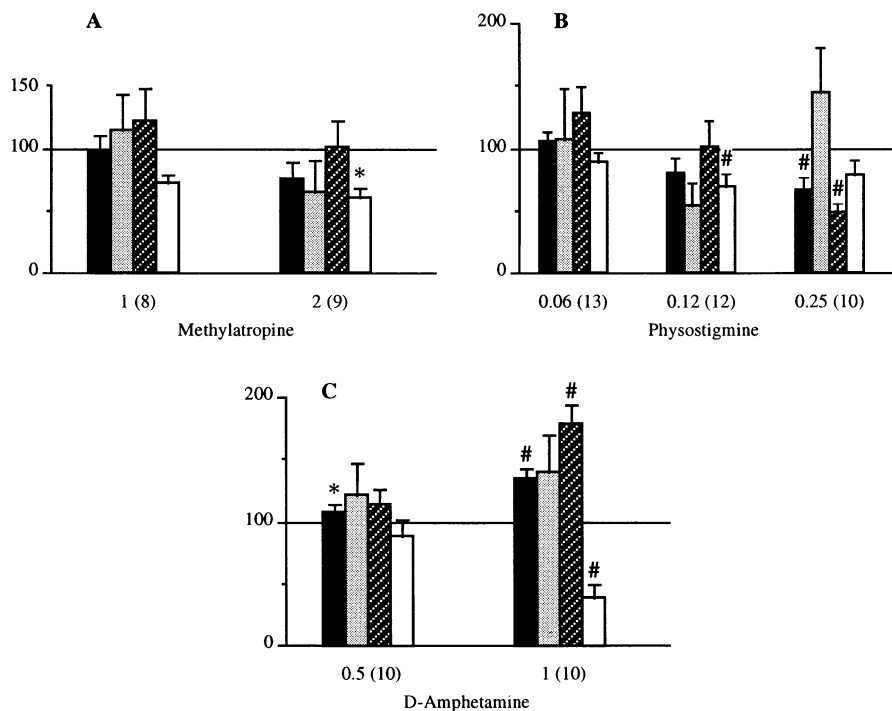 A
150
100
*
0
1 (8) 2 (9)
Methylatropine
B
200
100
# # #
0
0.06 (13) 0.12 (12) 0.25 (10)
Physostigmine
C
200
#
#
*
100
#
0
0.5 (10) 1 (10)
D-Amphetamine